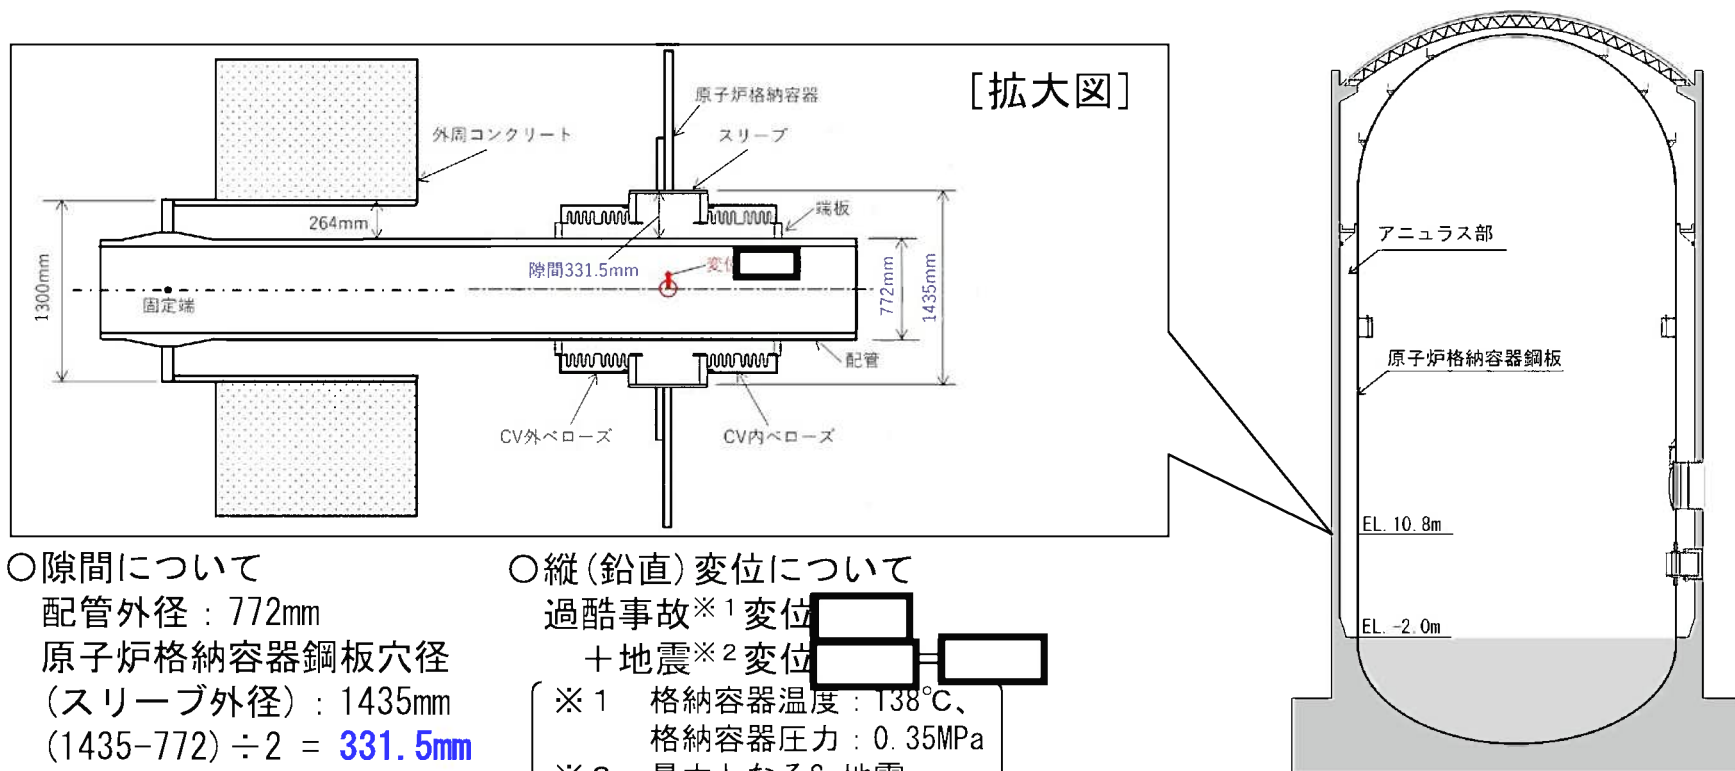 [拡大図]
原子炉格納容器
外周コンクリート
スリーブ
264mm
端板
隙間331.5mm
変位
1300mm
固定端
772mm
1435mm
配管
CV外ベローズ
CV内ベローズ
アニュラス部
原子炉格納容器鋼板
EL. 10.8m
EL. -2.0m
○隙間について
配管外径：772mm
原子炉格納容器鋼板穴径
(スリーブ外径)：1435mm
(1435-772)÷2 = 331.5mm
○縦(鉛直)変位について
過酷事故※1変位
＋地震※2変位 =
※1 格納容器温度：138℃、
格納容器圧力：0.35MPa